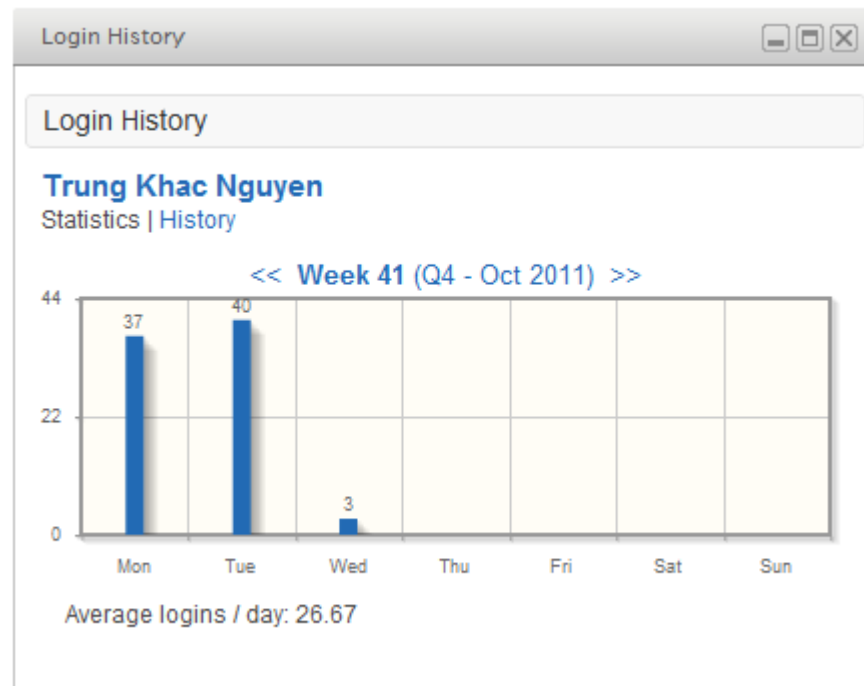 Login History
Login History
Trung Khac Nguyen
Statistics | History
<< Week 41 (Q4 - Oct 2011) >>
44
37
40
22
3
0
Mon Tue Wed Thu Fri Sat Sun
Average logins / day: 26.67